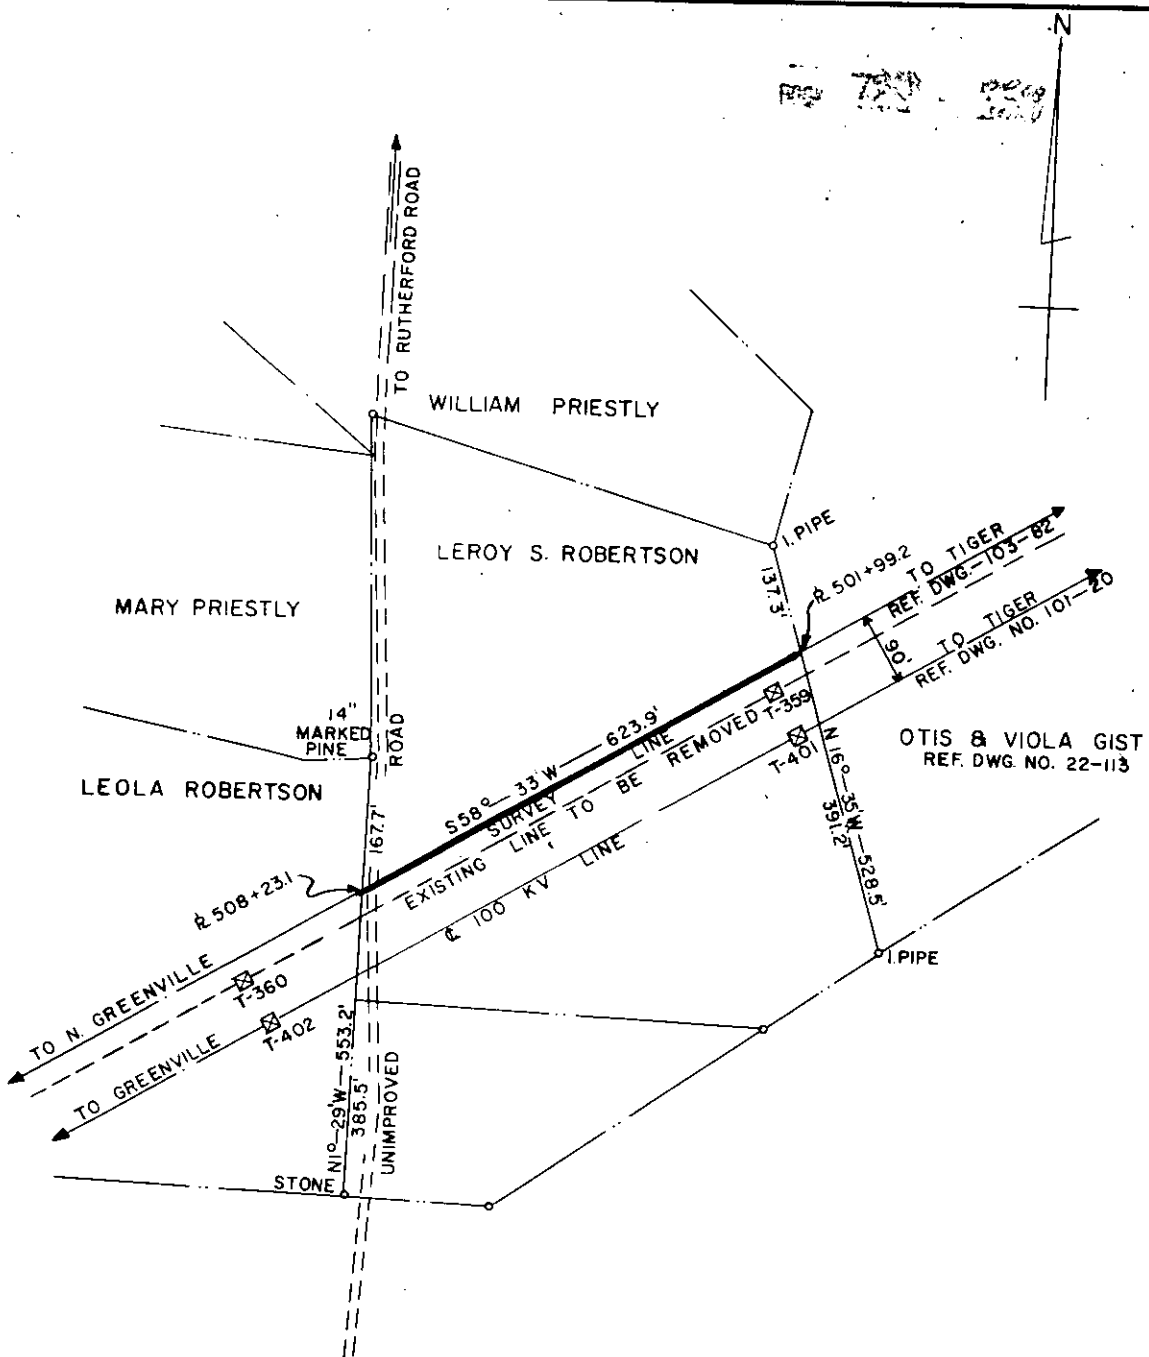 N
TO RUTHERFORD ROAD
WILLIAM PRIESTLY
I. PIPE
LEROY S. ROBERTSON
137.3'
℞ 501+99.2
TO TIGER
REF. DWG.-103-82
MARY PRIESTLY
90'
TO TIGER
REF. DWG. NO. 101-20
14"
MARKED
PINE
ROAD
T-359
T-401
OTIS & VIOLA GIST
REF. DWG. NO. 22-113
LEOLA ROBERTSON
S58°-33'W-623.9'
SURVEY LINE
EXISTING LINE TO BE REMOVED
N 16°-35'W-528.5'
391.2'
167.7'
℞ 508+23.1
℄ 100 KV LINE
I. PIPE
TO N. GREENVILLE
T-360
T-402
TO GREENVILLE
N1°-29'W-553.2'
385.5'
UNIMPROVED
STONE